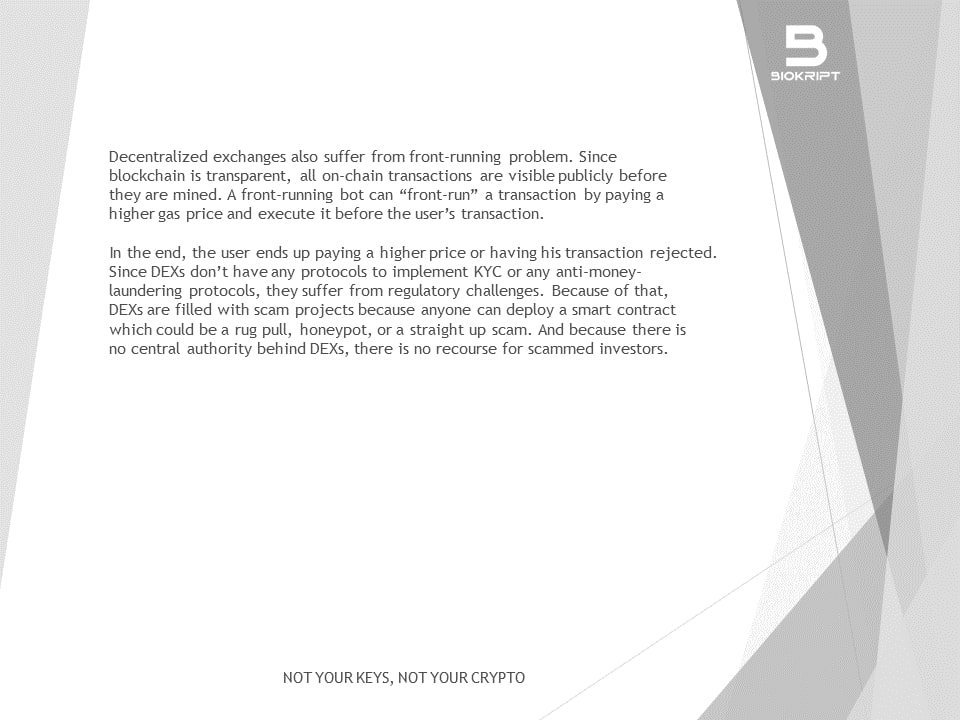 BIOKRIPT
Decentralized exchanges also suffer from front-running problem. Since
blockchain is transparent, all on-chain transactions are visible publicly before
they are mined. A front-running bot can “front-run” a transaction by paying a
higher gas price and execute it before the user’s transaction.
In the end, the user ends up paying a higher price or having his transaction rejected.
Since DEXs don’t have any protocols to implement KYC or any anti-money-
laundering protocols, they suffer from regulatory challenges. Because of that,
DEXs are filled with scam projects because anyone can deploy a smart contract
which could be a rug pull, honeypot, or a straight up scam. And because there is
no central authority behind DEXs, there is no recourse for scammed investors.
NOT YOUR KEYS, NOT YOUR CRYPTO